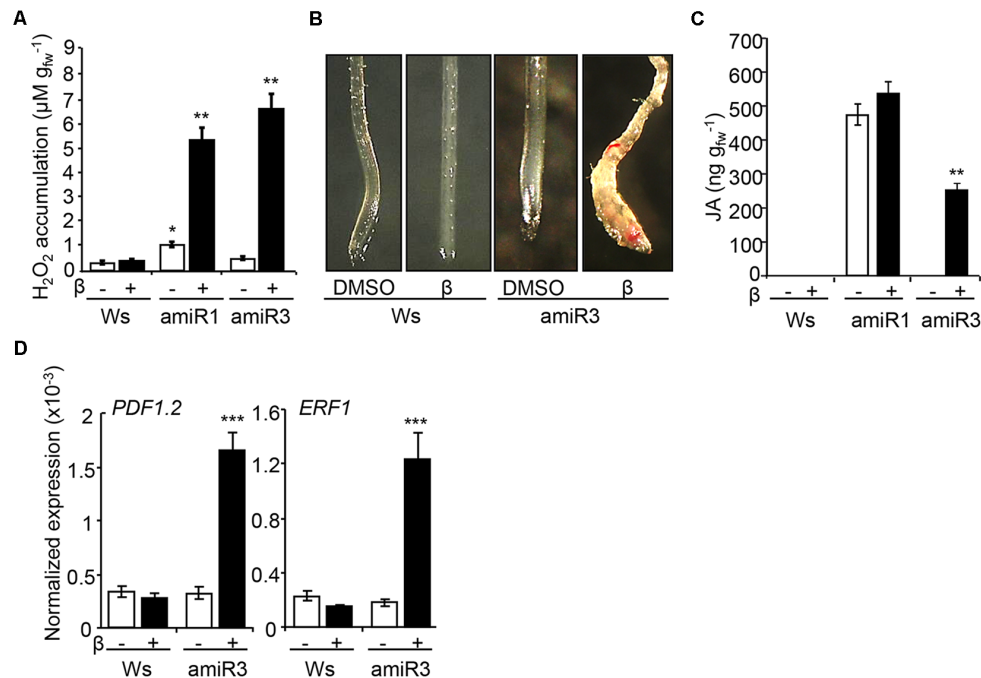 A
H₂O₂ accumulation (µM gfw⁻¹)
9
8
7
6
5
4
3
2
1
0
*
**
**
β - + - + - +
Ws amiR1 amiR3
B
DMSO β DMSO β
Ws amiR3
C
JA (ng gfw⁻¹)
700
600
500
400
300
200
100
0
**
β - + - + - +
Ws amiR1 amiR3
D
Normalized expression (x10⁻³)
PDF1.2
2
1.5
1
0.5
0
***
β - + - +
Ws amiR3
ERF1
1.6
1.2
0.8
0.4
0
***
- + - +
Ws amiR3